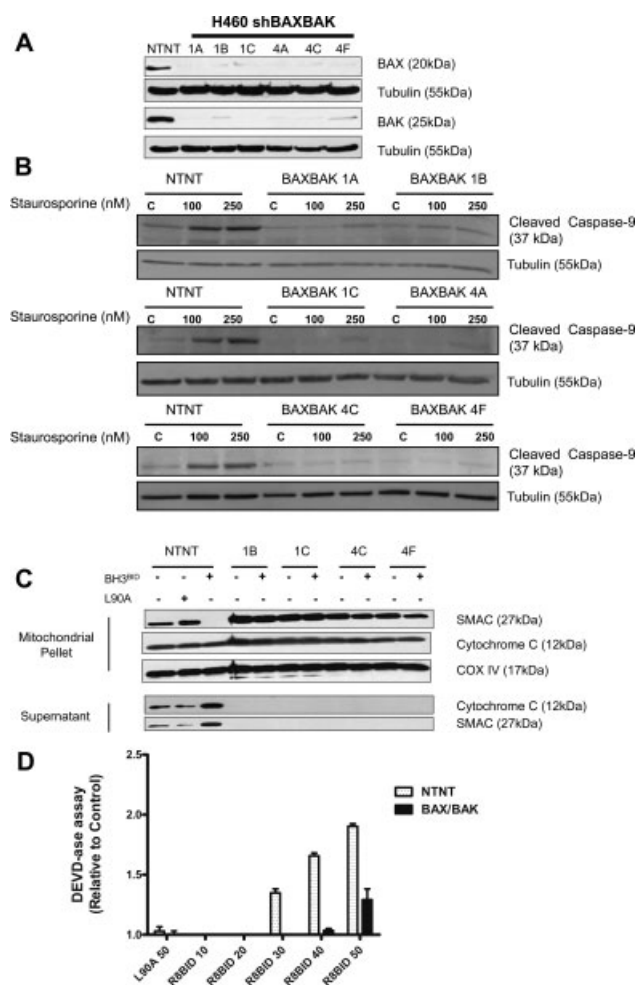 A
H460 shBAXBAK
NTNT 1A 1B 1C 4A 4C 4F
BAX (20kDa)
Tubulin (55kDa)
BAK (25kDa)
Tubulin (55kDa)
B
NTNT BAXBAK 1A BAXBAK 1B
Staurosporine (nM) C 100 250 C 100 250 C 100 250
Cleaved Caspase-9
(37 kDa)
Tubulin (55kDa)
NTNT BAXBAK 1C BAXBAK 4A
Staurosporine (nM) C 100 250 C 100 250 C 100 250
Cleaved Caspase-9
(37 kDa)
Tubulin (55kDa)
NTNT BAXBAK 4C BAXBAK 4F
Staurosporine (nM) C 100 250 C 100 250 C 100 250
Cleaved Caspase-9
(37 kDa)
Tubulin (55kDa)
C
NTNT 1B 1C 4C 4F
BH3ᴮᴵᴰ - - + - + - + - + - +
L90A - + - - - - - - - - -
Mitochondrial
Pellet
SMAC (27kDa)
Cytochrome C (12kDa)
COX IV (17kDa)
Supernatant
Cytochrome C (12kDa)
SMAC (27kDa)
D
DEVD-ase assay
(Relative to Control)
2.5
2.0
1.5
1.0
NTNT
BAX/BAK
L90A 50
R8BID 10
R8BID 20
R8BID 30
R8BID 40
R8BID 50